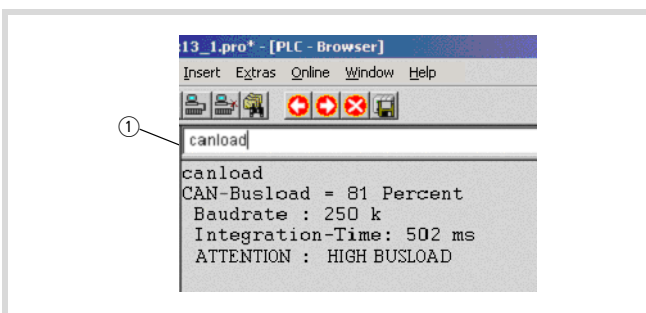 :13_1.pro* - [PLC - Browser]
Insert Extras Online Window Help
①
canload
canload
CAN-Busload = 81 Percent
Baudrate : 250 k
Integration-Time: 502 ms
ATTENTION : HIGH BUSLOAD